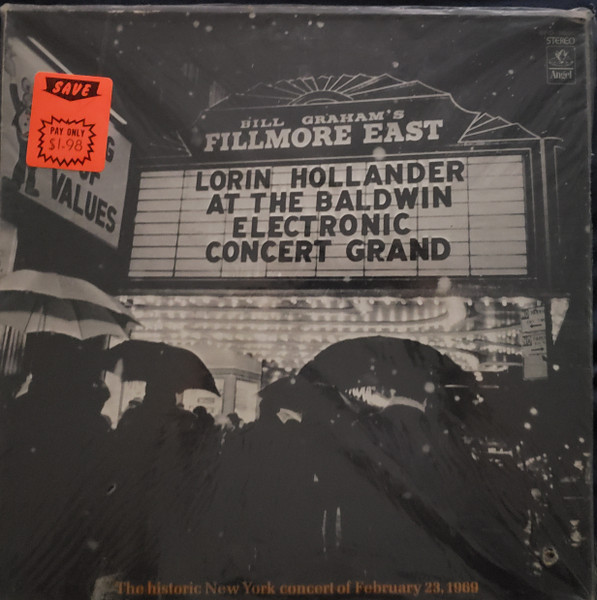 STEREO
Angel
SAVE
PAY ONLY
$1.98
OF
VALUES
BILL GRAHAM'S
FILLMORE EAST
LORIN HOLLANDER
AT THE BALDWIN
ELECTRONIC
CONCERT GRAND
The historic New York concert of February 23, 1969